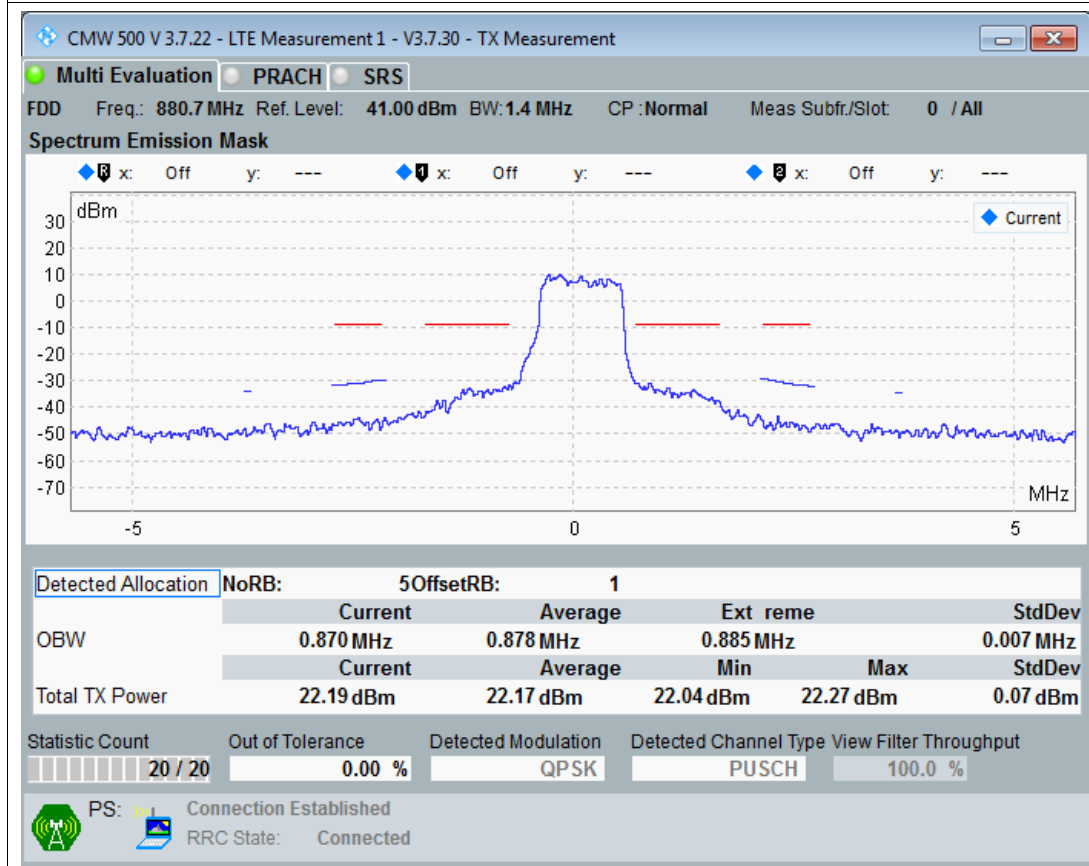 CMW 500 V 3.7.22 - LTE Measurement 1 - V3.7.30 - TX Measurement
Multi Evaluation PRACH SRS
FDD Freq.: 880.7 MHz Ref. Level: 41.00 dBm BW: 1.4 MHz CP : Normal Meas Subfr./Slot: 0 / All
Spectrum Emission Mask
R x: Off y: --- 1 x: Off y: --- 2 x: Off y: ---
dBm
Current
30
20
10
0
-10
-20
-30
-40
-50
-60
-70
MHz
-5 0 5
Detected Allocation NoRB: 5 OffsetRB: 1
Current Average Ext reme StdDev
OBW 0.870 MHz 0.878 MHz 0.885 MHz 0.007 MHz
Current Average Min Max StdDev
Total TX Power 22.19 dBm 22.17 dBm 22.04 dBm 22.27 dBm 0.07 dBm
Statistic Count Out of Tolerance Detected Modulation Detected Channel Type View Filter Throughput
20 / 20 0.00 % QPSK PUSCH 100.0 %
PS: Connection Established
RRC State: Connected